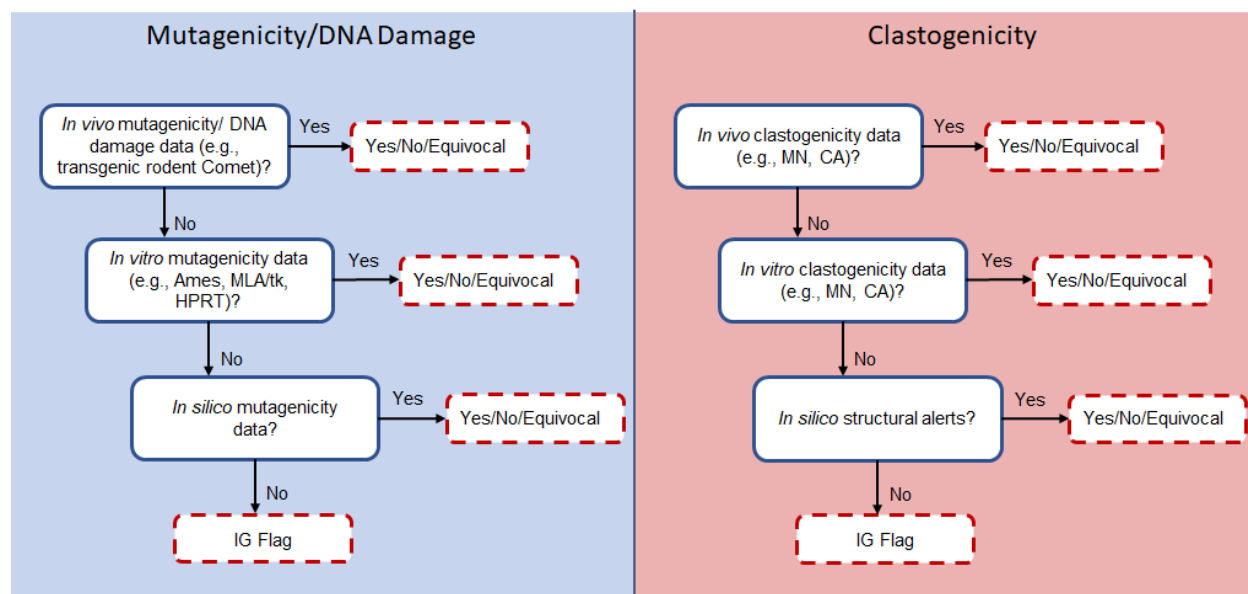 Mutagenicity/DNA Damage
In vivo mutagenicity/ DNA
damage data (e.g.,
transgenic rodent Comet)?
Yes
Yes/No/Equivocal
No
In vitro mutagenicity data
(e.g., Ames, MLA/tk,
HPRT)?
Yes
Yes/No/Equivocal
No
In silico mutagenicity
data?
Yes
Yes/No/Equivocal
No
IG Flag
Clastogenicity
In vivo clastogenicity data
(e.g., MN, CA)?
Yes
Yes/No/Equivocal
No
In vitro clastogenicity data
(e.g., MN, CA)?
Yes
Yes/No/Equivocal
No
In silico structural alerts?
Yes
Yes/No/Equivocal
No
IG Flag